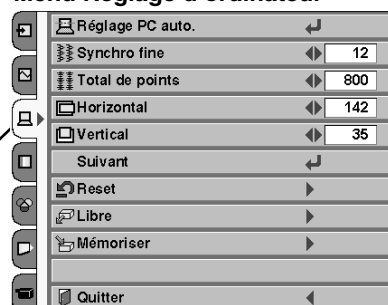 Menu Réglage d'ordinateur
Réglage PC auto.
Synchro fine 12
Total de points 800
Horizontal 142
Vertical 35
Suivant
Reset
Libre
Mémoriser
Quitter